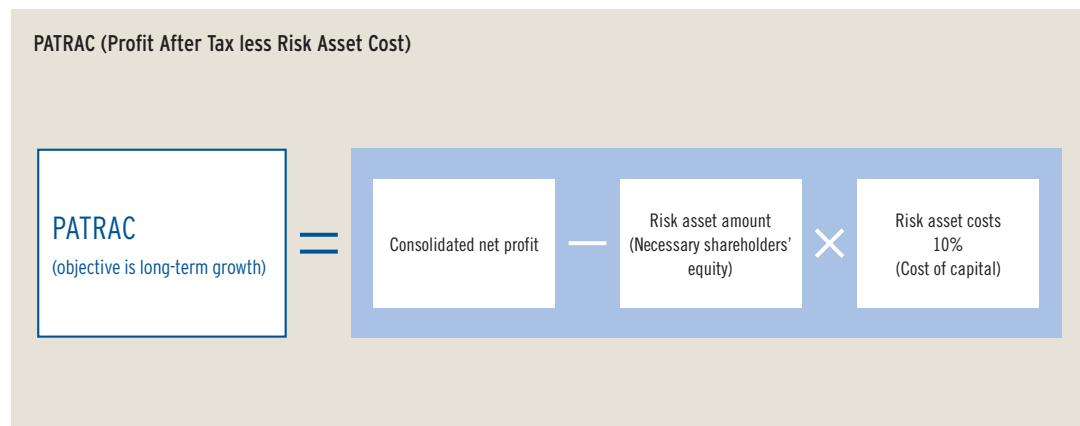 PATRAC (Profit After Tax less Risk Asset Cost)
PATRAC
(objective is long-term growth)
=
Consolidated net profit
—
Risk asset amount
(Necessary shareholders’
equity)
×
Risk asset costs
10%
(Cost of capital)